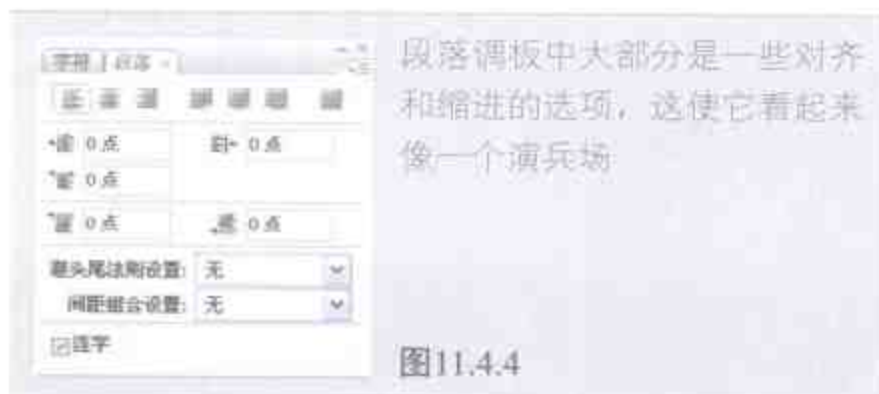 字符 段落 ×
0点 0点
0点
0点 0点
避头尾法则设置: 无
间距组合设置: 无
连字
段落调板中大部分是一些对齐
和缩进的选项，这使它看起来
像一个演兵场
图11.4.4